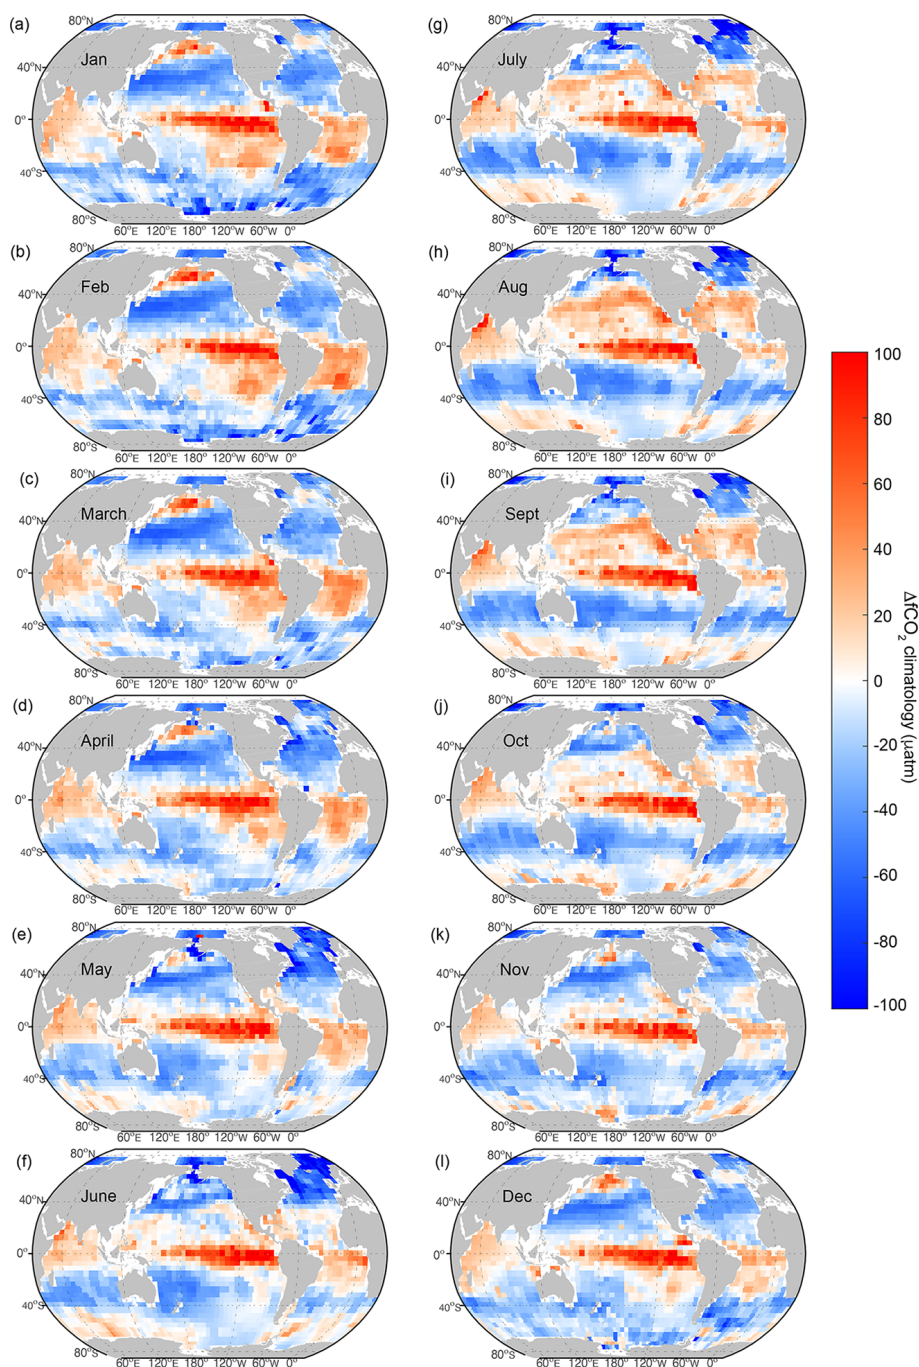 (a)
80°N
Jan
40°N
0°
40°S
80°S
60°E 120°E 180° 120°W 60°W 0°
(b)
80°N
Feb
40°N
0°
40°S
80°S
60°E 120°E 180° 120°W 60°W 0°
(c)
80°N
March
40°N
0°
40°S
80°S
60°E 120°E 180° 120°W 60°W 0°
(d)
80°N
April
40°N
0°
40°S
80°S
60°E 120°E 180° 120°W 60°W 0°
(e)
80°N
May
40°N
0°
40°S
80°S
60°E 120°E 180° 120°W 60°W 0°
(f)
80°N
June
40°N
0°
40°S
80°S
60°E 120°E 180° 120°W 60°W 0°
(g)
80°N
July
40°N
0°
40°S
80°S
60°E 120°E 180° 120°W 60°W 0°
(h)
80°N
Aug
40°N
0°
40°S
80°S
60°E 120°E 180° 120°W 60°W 0°
(i)
80°N
Sept
40°N
0°
40°S
80°S
60°E 120°E 180° 120°W 60°W 0°
(j)
80°N
Oct
40°N
0°
40°S
80°S
60°E 120°E 180° 120°W 60°W 0°
(k)
80°N
Nov
40°N
0°
40°S
80°S
60°E 120°E 180° 120°W 60°W 0°
(l)
80°N
Dec
40°N
0°
40°S
80°S
60°E 120°E 180° 120°W 60°W 0°
100
80
60
40
20
0
-20
-40
-60
-80
-100
ΔfCO₂ climatology (μatm)